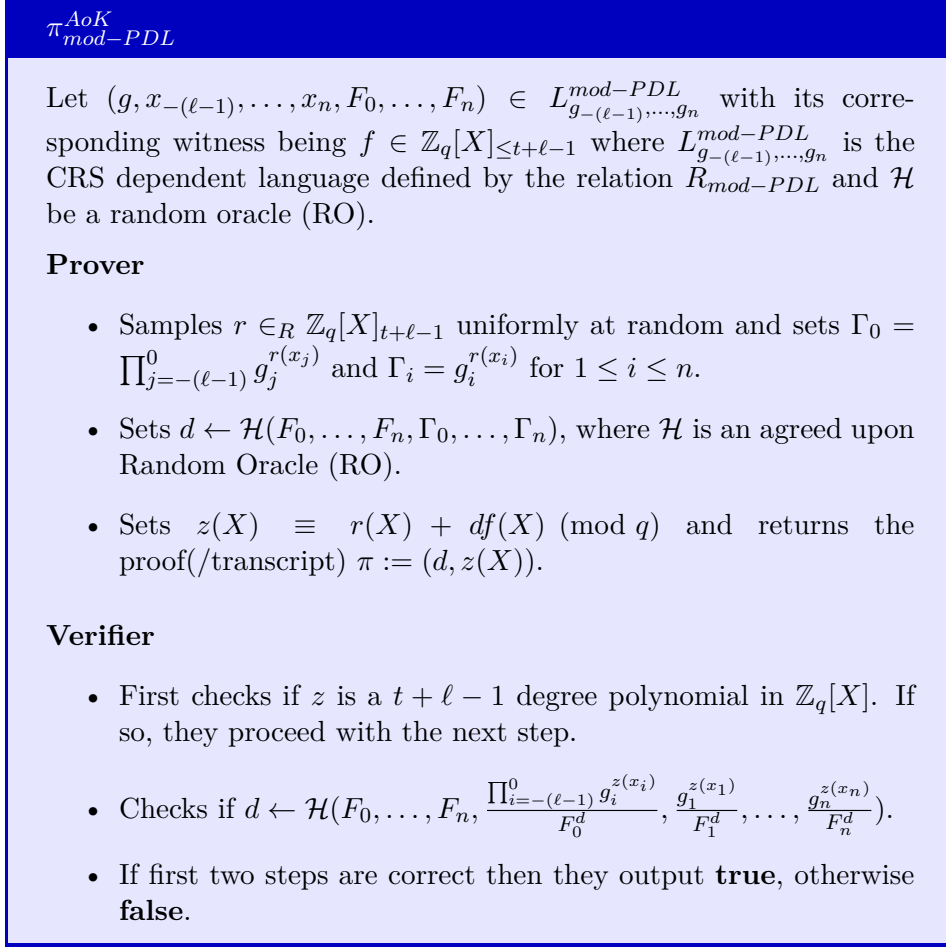 π^{AoK}_{mod−PDL}
Let (g, x_{−(ℓ−1)}, . . . , x_n, F_0, . . . , F_n) ∈ L^{mod−PDL}_{g_{−(ℓ−1)},...,g_n} with its corre-
sponding witness being f ∈ ℤ_q[X]_{≤t+ℓ−1} where L^{mod−PDL}_{g_{−(ℓ−1)},...,g_n} is the
CRS dependent language defined by the relation R_{mod−PDL} and ℋ
be a random oracle (RO).
Prover
• Samples r ∈_R ℤ_q[X]_{t+ℓ−1} uniformly at random and sets Γ_0 =
∏^{0}_{j=−(ℓ−1)} g_j^{r(x_j)} and Γ_i = g_i^{r(x_i)} for 1 ≤ i ≤ n.
• Sets d ← ℋ(F_0, . . . , F_n, Γ_0, . . . , Γ_n), where ℋ is an agreed upon
Random Oracle (RO).
• Sets z(X) ≡ r(X) + df(X) (mod q) and returns the
proof(/transcript) π := (d, z(X)).
Verifier
• First checks if z is a t + ℓ − 1 degree polynomial in ℤ_q[X]. If
so, they proceed with the next step.
• Checks if d ← ℋ(F_0, . . . , F_n, \frac{∏^{0}_{i=−(ℓ−1)} g_i^{z(x_i)}}{F_0^d}, \frac{g_1^{z(x_1)}}{F_1^d}, . . . , \frac{g_n^{z(x_n)}}{F_n^d}).
• If first two steps are correct then they output true, otherwise
false.